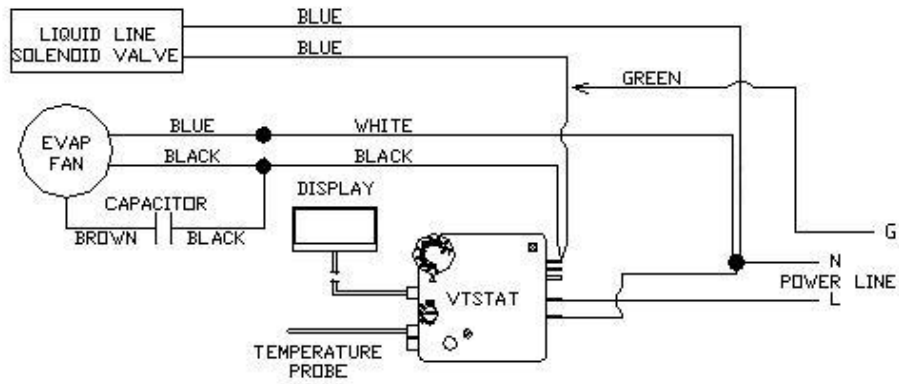 BLUE
LIQUID LINE
SOLENOID VALVE
BLUE
GREEN
BLUE
WHITE
EVAP
FAN
BLACK
BLACK
DISPLAY
CAPACITOR
BROWN
BLACK
G
N
POWER LINE
VTSTAT
L
TEMPERATURE
PROBE